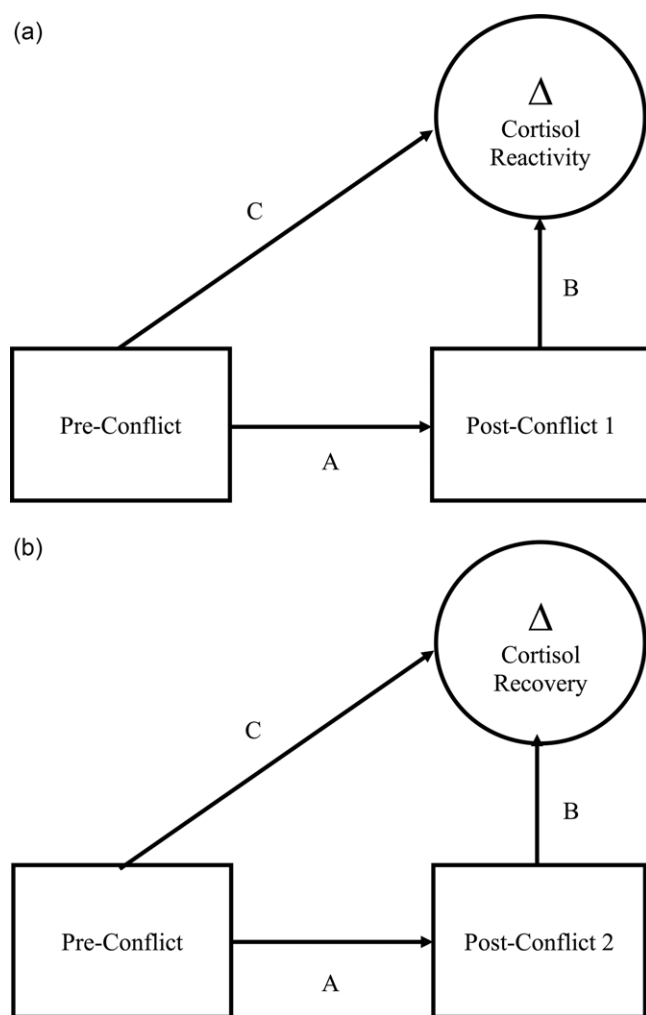 (a)
Δ
Cortisol
Reactivity
C
B
Pre-Conflict
Post-Conflict 1
A
(b)
Δ
Cortisol
Recovery
C
B
Pre-Conflict
Post-Conflict 2
A